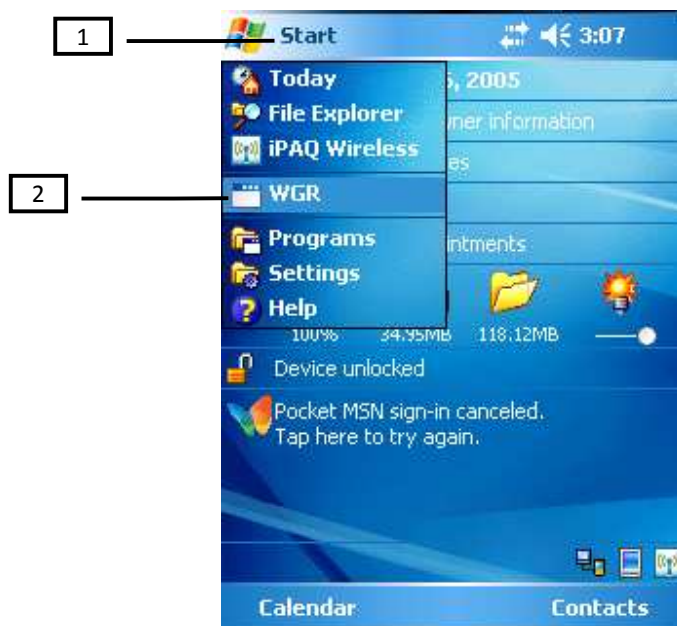 1
Start 3:07
Today
5, 2005
File Explorer
ner information
iPAQ Wireless
es
2
WGR
Programs
intments
Settings
Help
100% 34.95MB 118.12MB
Device unlocked
Pocket MSN sign-in canceled.
Tap here to try again.
Calendar Contacts